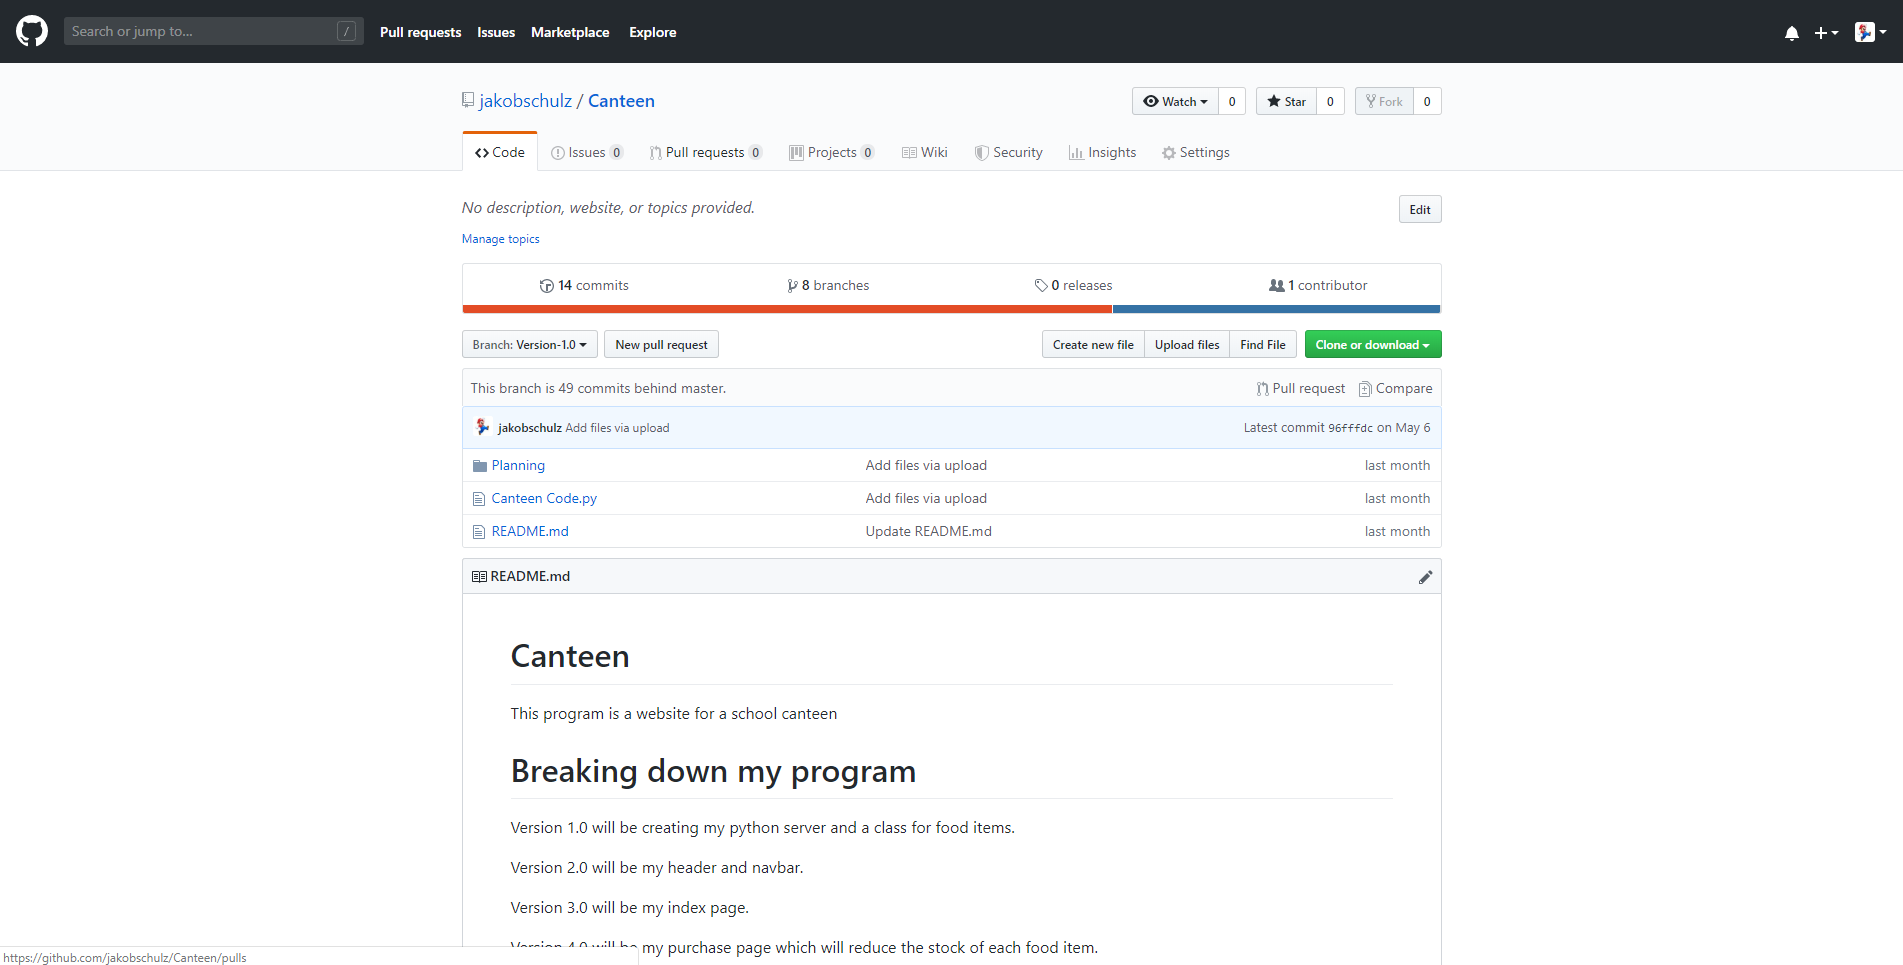 Search or jump to... /
Pull requests Issues Marketplace Explore
jakobschulz / Canteen
Watch 0 Star 0 Fork 0
Code Issues 0 Pull requests 0 Projects 0 Wiki Security Insights Settings
No description, website, or topics provided.
Edit
Manage topics
14 commits 8 branches 0 releases 1 contributor
Branch: Version-1.0 New pull request Create new file Upload files Find File Clone or download
This branch is 49 commits behind master. Pull request Compare
jakobschulz Add files via upload Latest commit 96fffdc on May 6
Planning Add files via upload last month
Canteen Code.py Add files via upload last month
README.md Update README.md last month
README.md
Canteen
This program is a website for a school canteen
Breaking down my program
Version 1.0 will be creating my python server and a class for food items.
Version 2.0 will be my header and navbar.
Version 3.0 will be my index page.
Version 4.0 will be my purchase page which will reduce the stock of each food item.
https://github.com/jakobschulz/Canteen/pulls